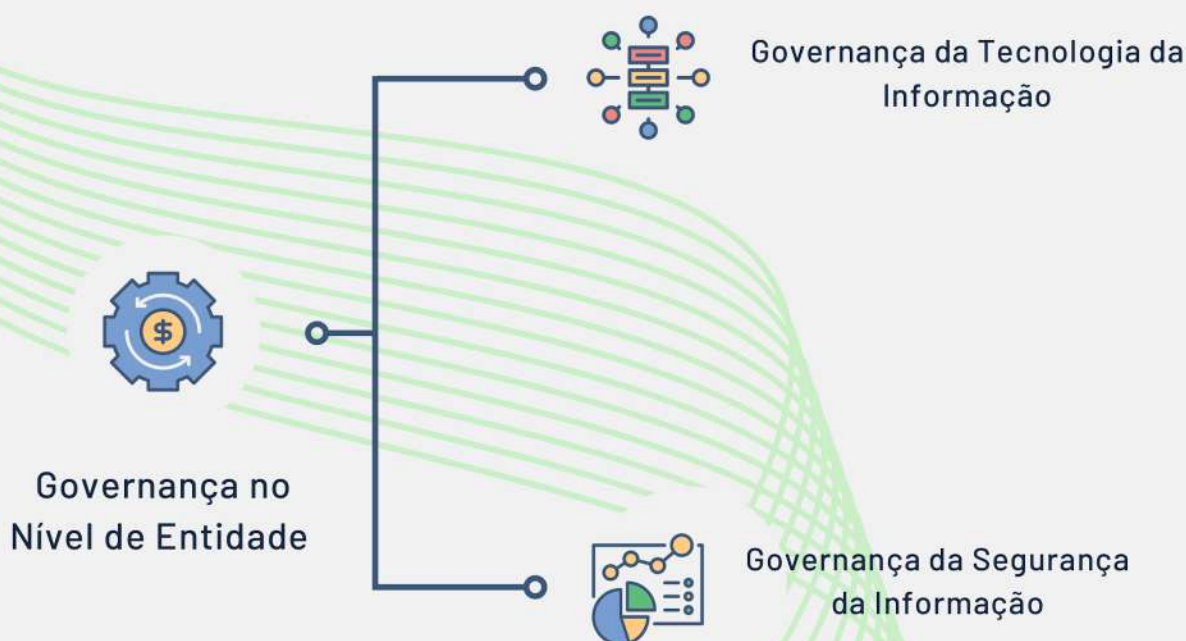 Governança da Tecnologia da
Informação
$
Governança no
Nível de Entidade
Governança da Segurança
da Informação